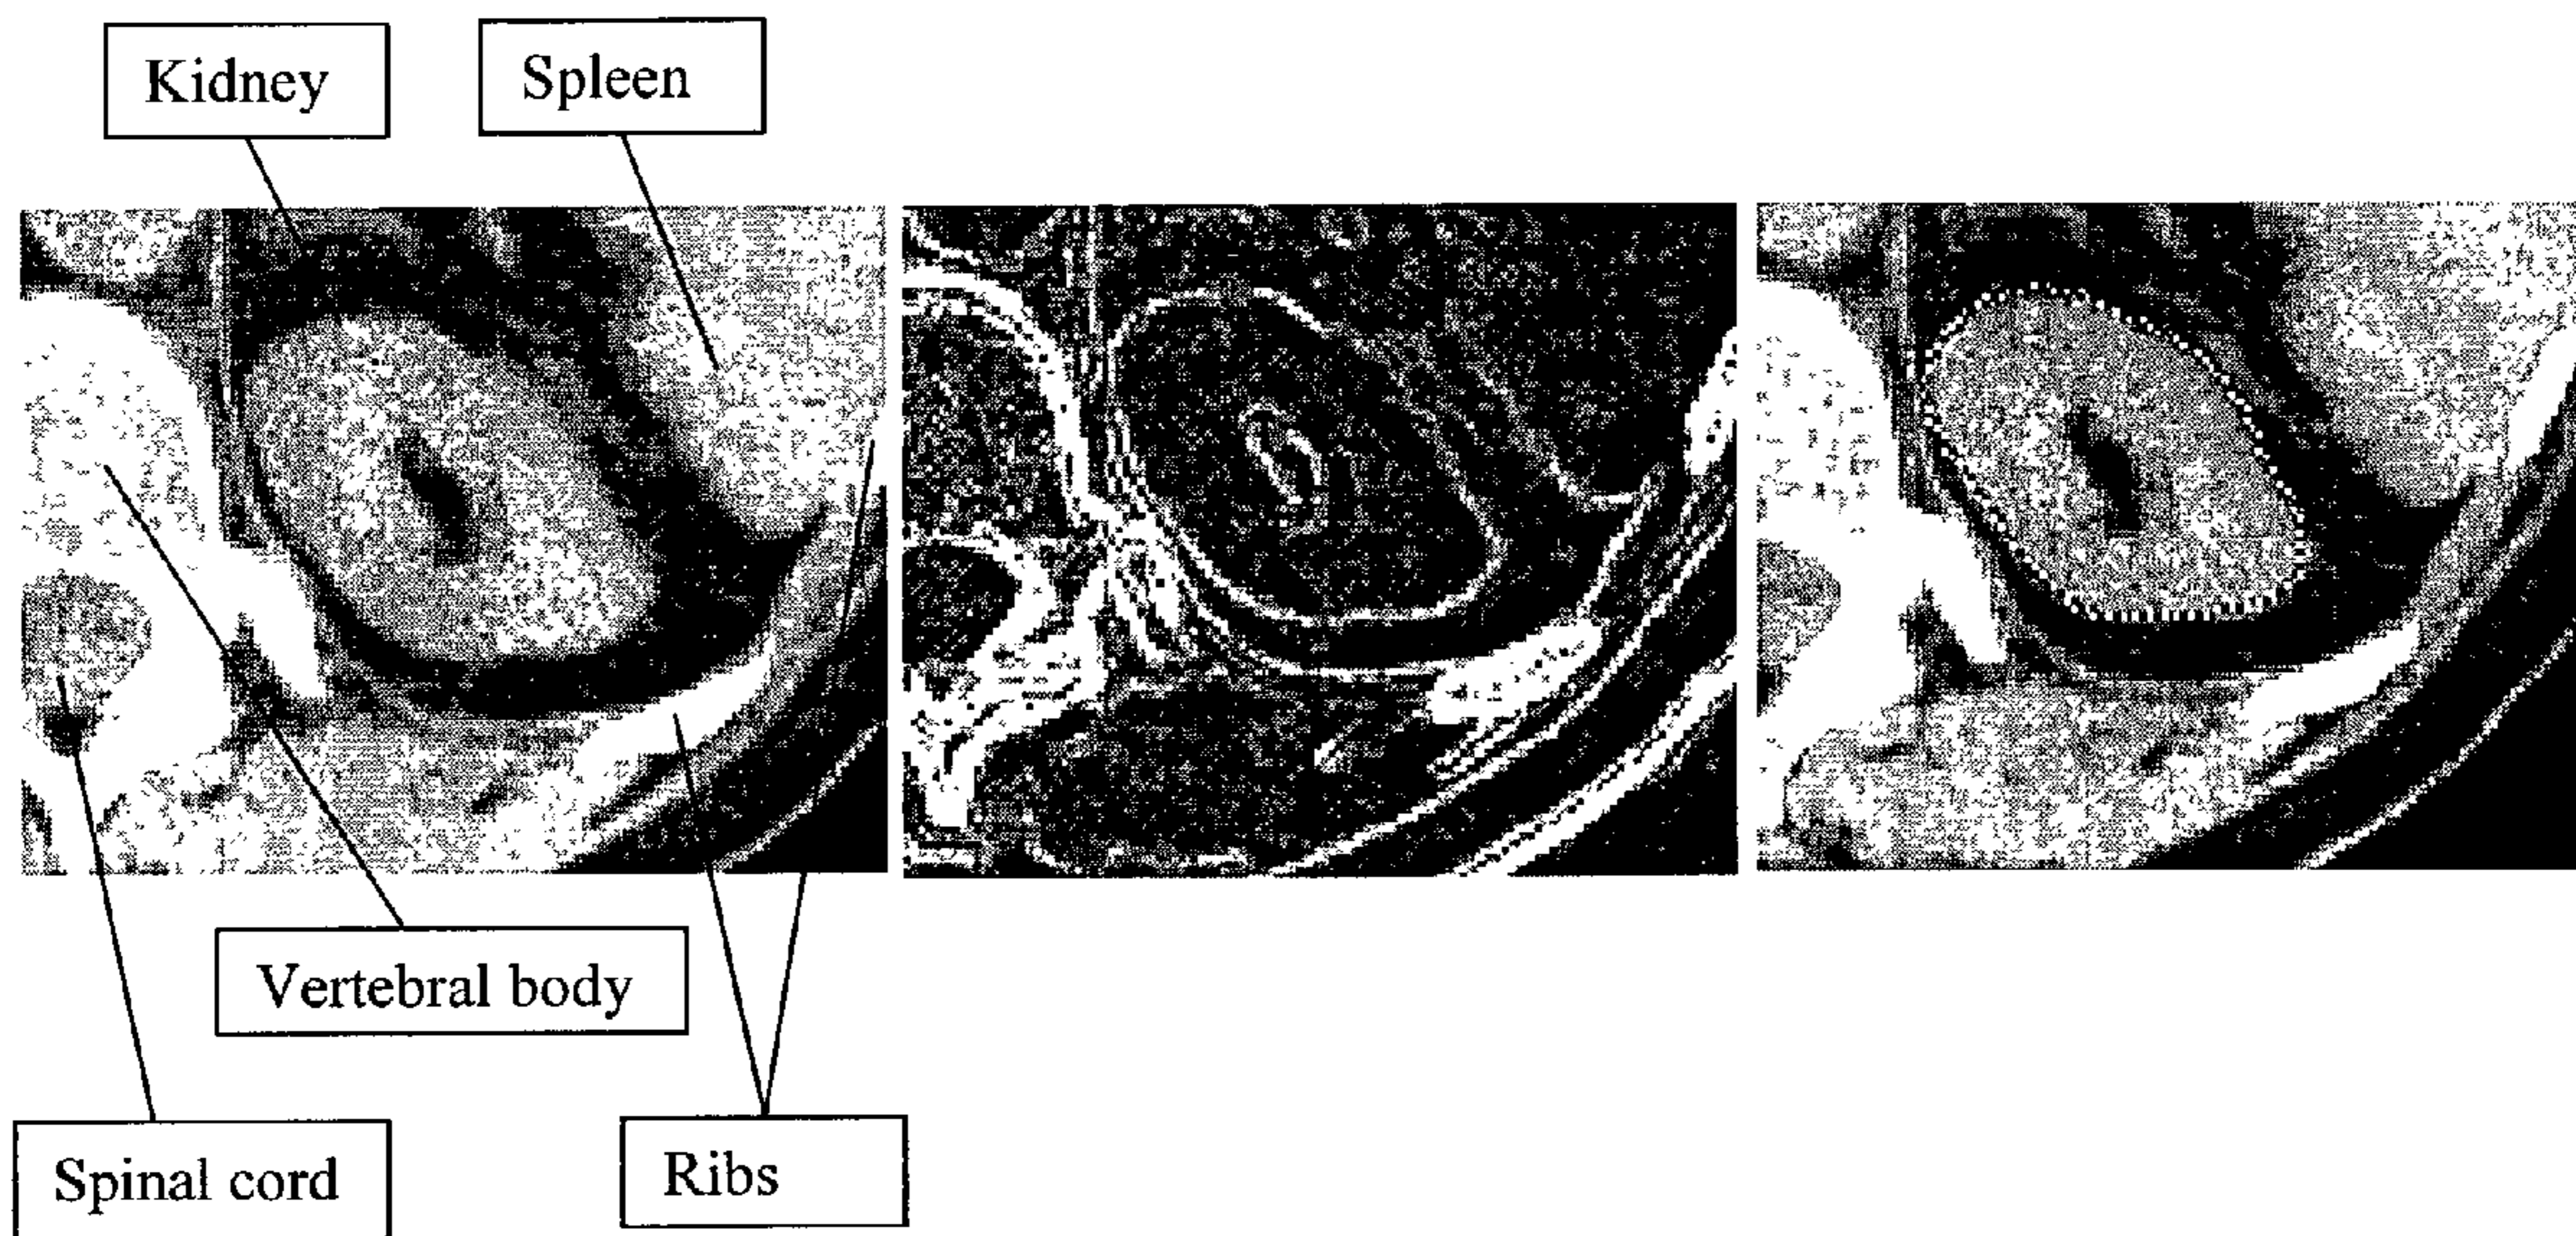 Kidney
Spleen
Vertebral body
Spinal cord
Ribs